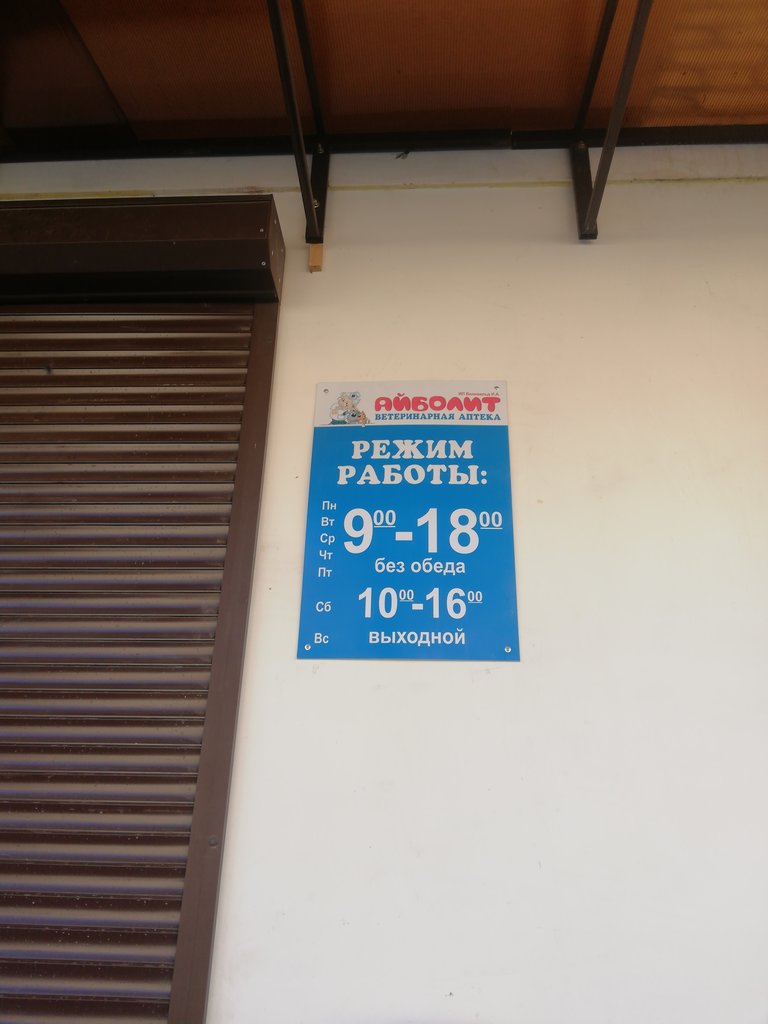 АЙБОЛИТ
ВЕТЕРИНАРНАЯ АПТЕКА
РЕЖИМ
РАБОТЫ:
Пн
Вт
Ср
Чт
Пт
9⁰⁰-18⁰⁰
без обеда
Сб 10⁰⁰-16⁰⁰
Вс выходной